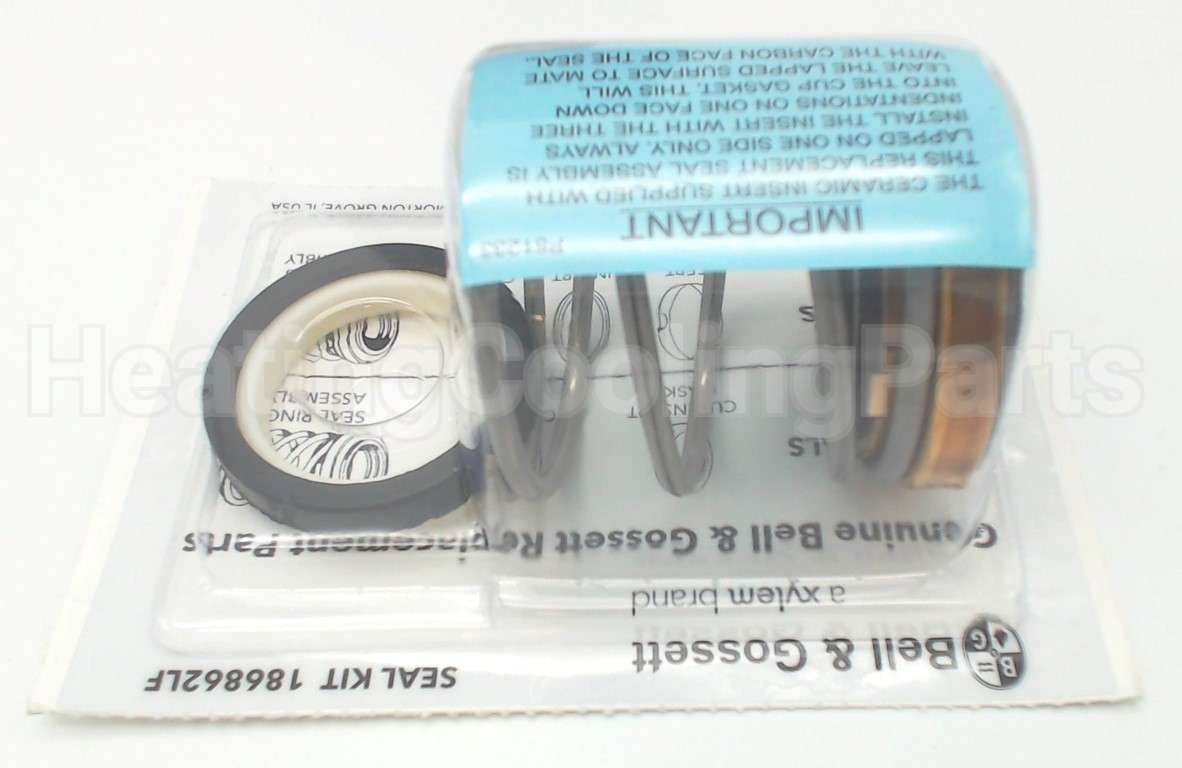 SEAL KIT 186862LF
Bell & Gossett
a xylem brand
Genuine Bell & Gossett Replacement Parts
SEAL RING
ASSEMBLY
MORTON GROVE, IL USA
P81233
IMPORTANT
THE CERAMIC INSERT SUPPLIED WITH
THIS REPLACEMENT SEAL ASSEMBLY IS
LAPPED ON ONE SIDE ONLY. ALWAYS
INSTALL THE INSERT WITH THE THREE
INDENTATIONS ON ONE FACE DOWN
INTO THE CUP GASKET. THIS WILL
LEAVE THE LAPPED SURFACE TO MATE
WITH THE CARBON FACE OF THE SEAL.
HeatingCoolingParts